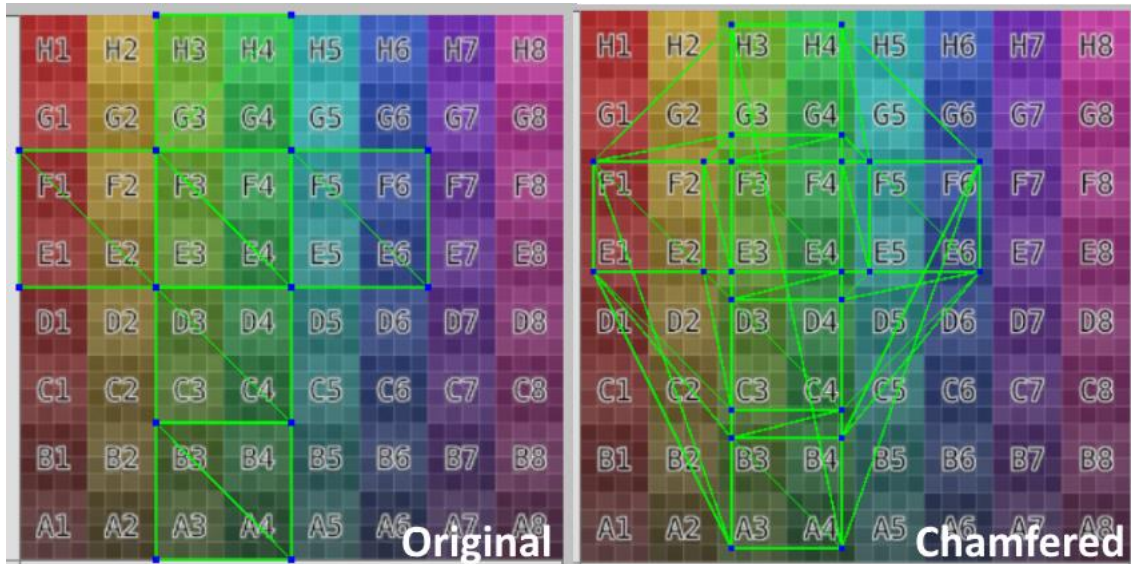 H1 H2 H3 H4 H5 H6 H7 H8
G1 G2 G3 G4 G5 G6 G7 G8
F1 F2 F3 F4 F5 F6 F7 F8
E1 E2 E3 E4 E5 E6 E7 E8
D1 D2 D3 D4 D5 D6 D7 D8
C1 C2 C3 C4 C5 C6 C7 C8
B1 B2 B3 B4 B5 B6 B7 B8
A1 A2 A3 A4 A5 A6 A7 A8
Original
H1 H2 H3 H4 H5 H6 H7 H8
G1 G2 G3 G4 G5 G6 G7 G8
F1 F2 F3 F4 F5 F6 F7 F8
E1 E2 E3 E4 E5 E6 E7 E8
D1 D2 D3 D4 D5 D6 D7 D8
C1 C2 C3 C4 C5 C6 C7 C8
B1 B2 B3 B4 B5 B6 B7 B8
A1 A2 A3 A4 A5 A6 A7 A8
Chamfered